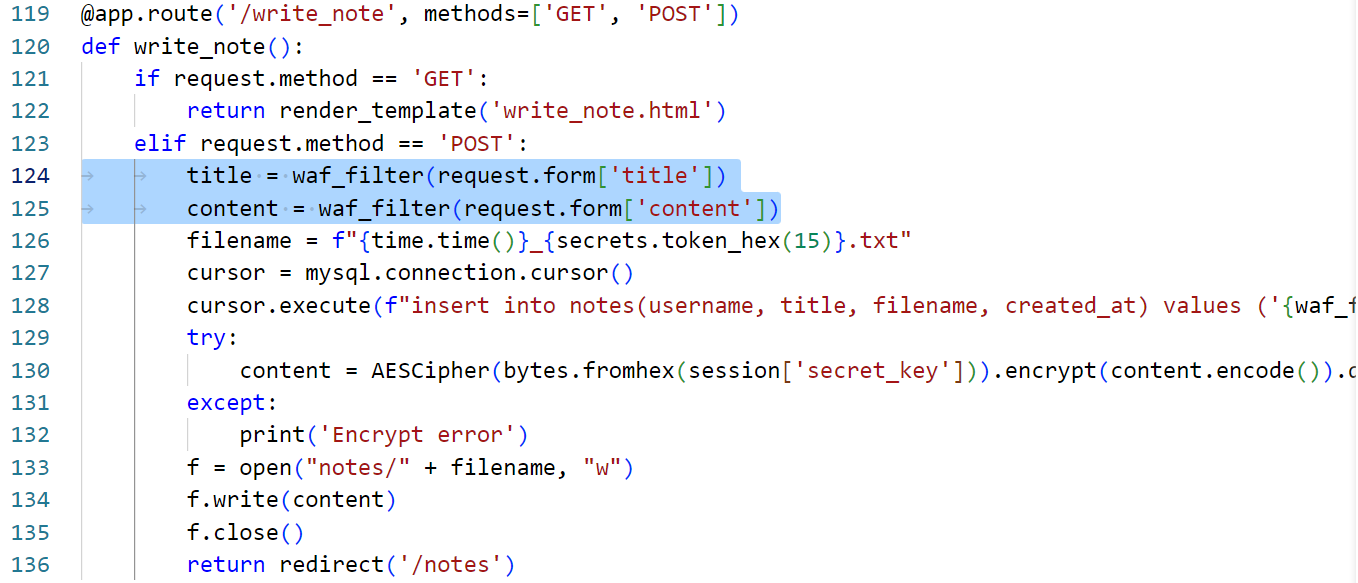 119 @app.route('/write_note', methods=['GET', 'POST'])
120 def write_note():
121     if request.method == 'GET':
122         return render_template('write_note.html')
123     elif request.method == 'POST':
124         title = waf_filter(request.form['title'])
125         content = waf_filter(request.form['content'])
126         filename = f"{time.time()}_{secrets.token_hex(15)}.txt"
127         cursor = mysql.connection.cursor()
128         cursor.execute(f"insert into notes(username, title, filename, created_at) values ('{waf_f
129         try:
130             content = AESCipher(bytes.fromhex(session['secret_key'])).encrypt(content.encode()).
131         except:
132             print('Encrypt error')
133         f = open("notes/" + filename, "w")
134         f.write(content)
135         f.close()
136         return redirect('/notes')